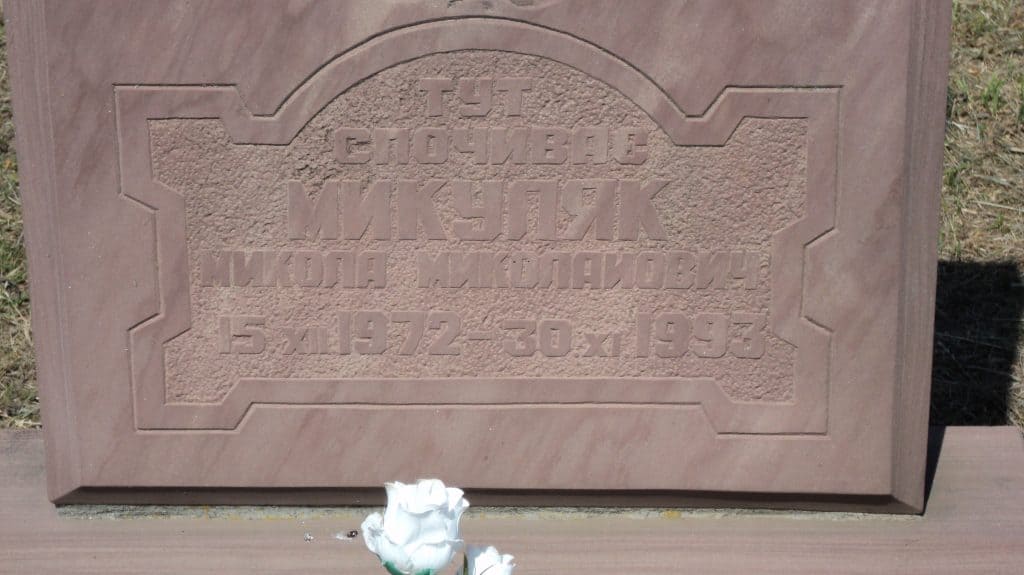 ТУТ
СПОЧИВАЄ
МИКУЛЯК
МИКОЛА МИКОЛАЙОВИЧ
15 XII 1972 - 30 XI 1993